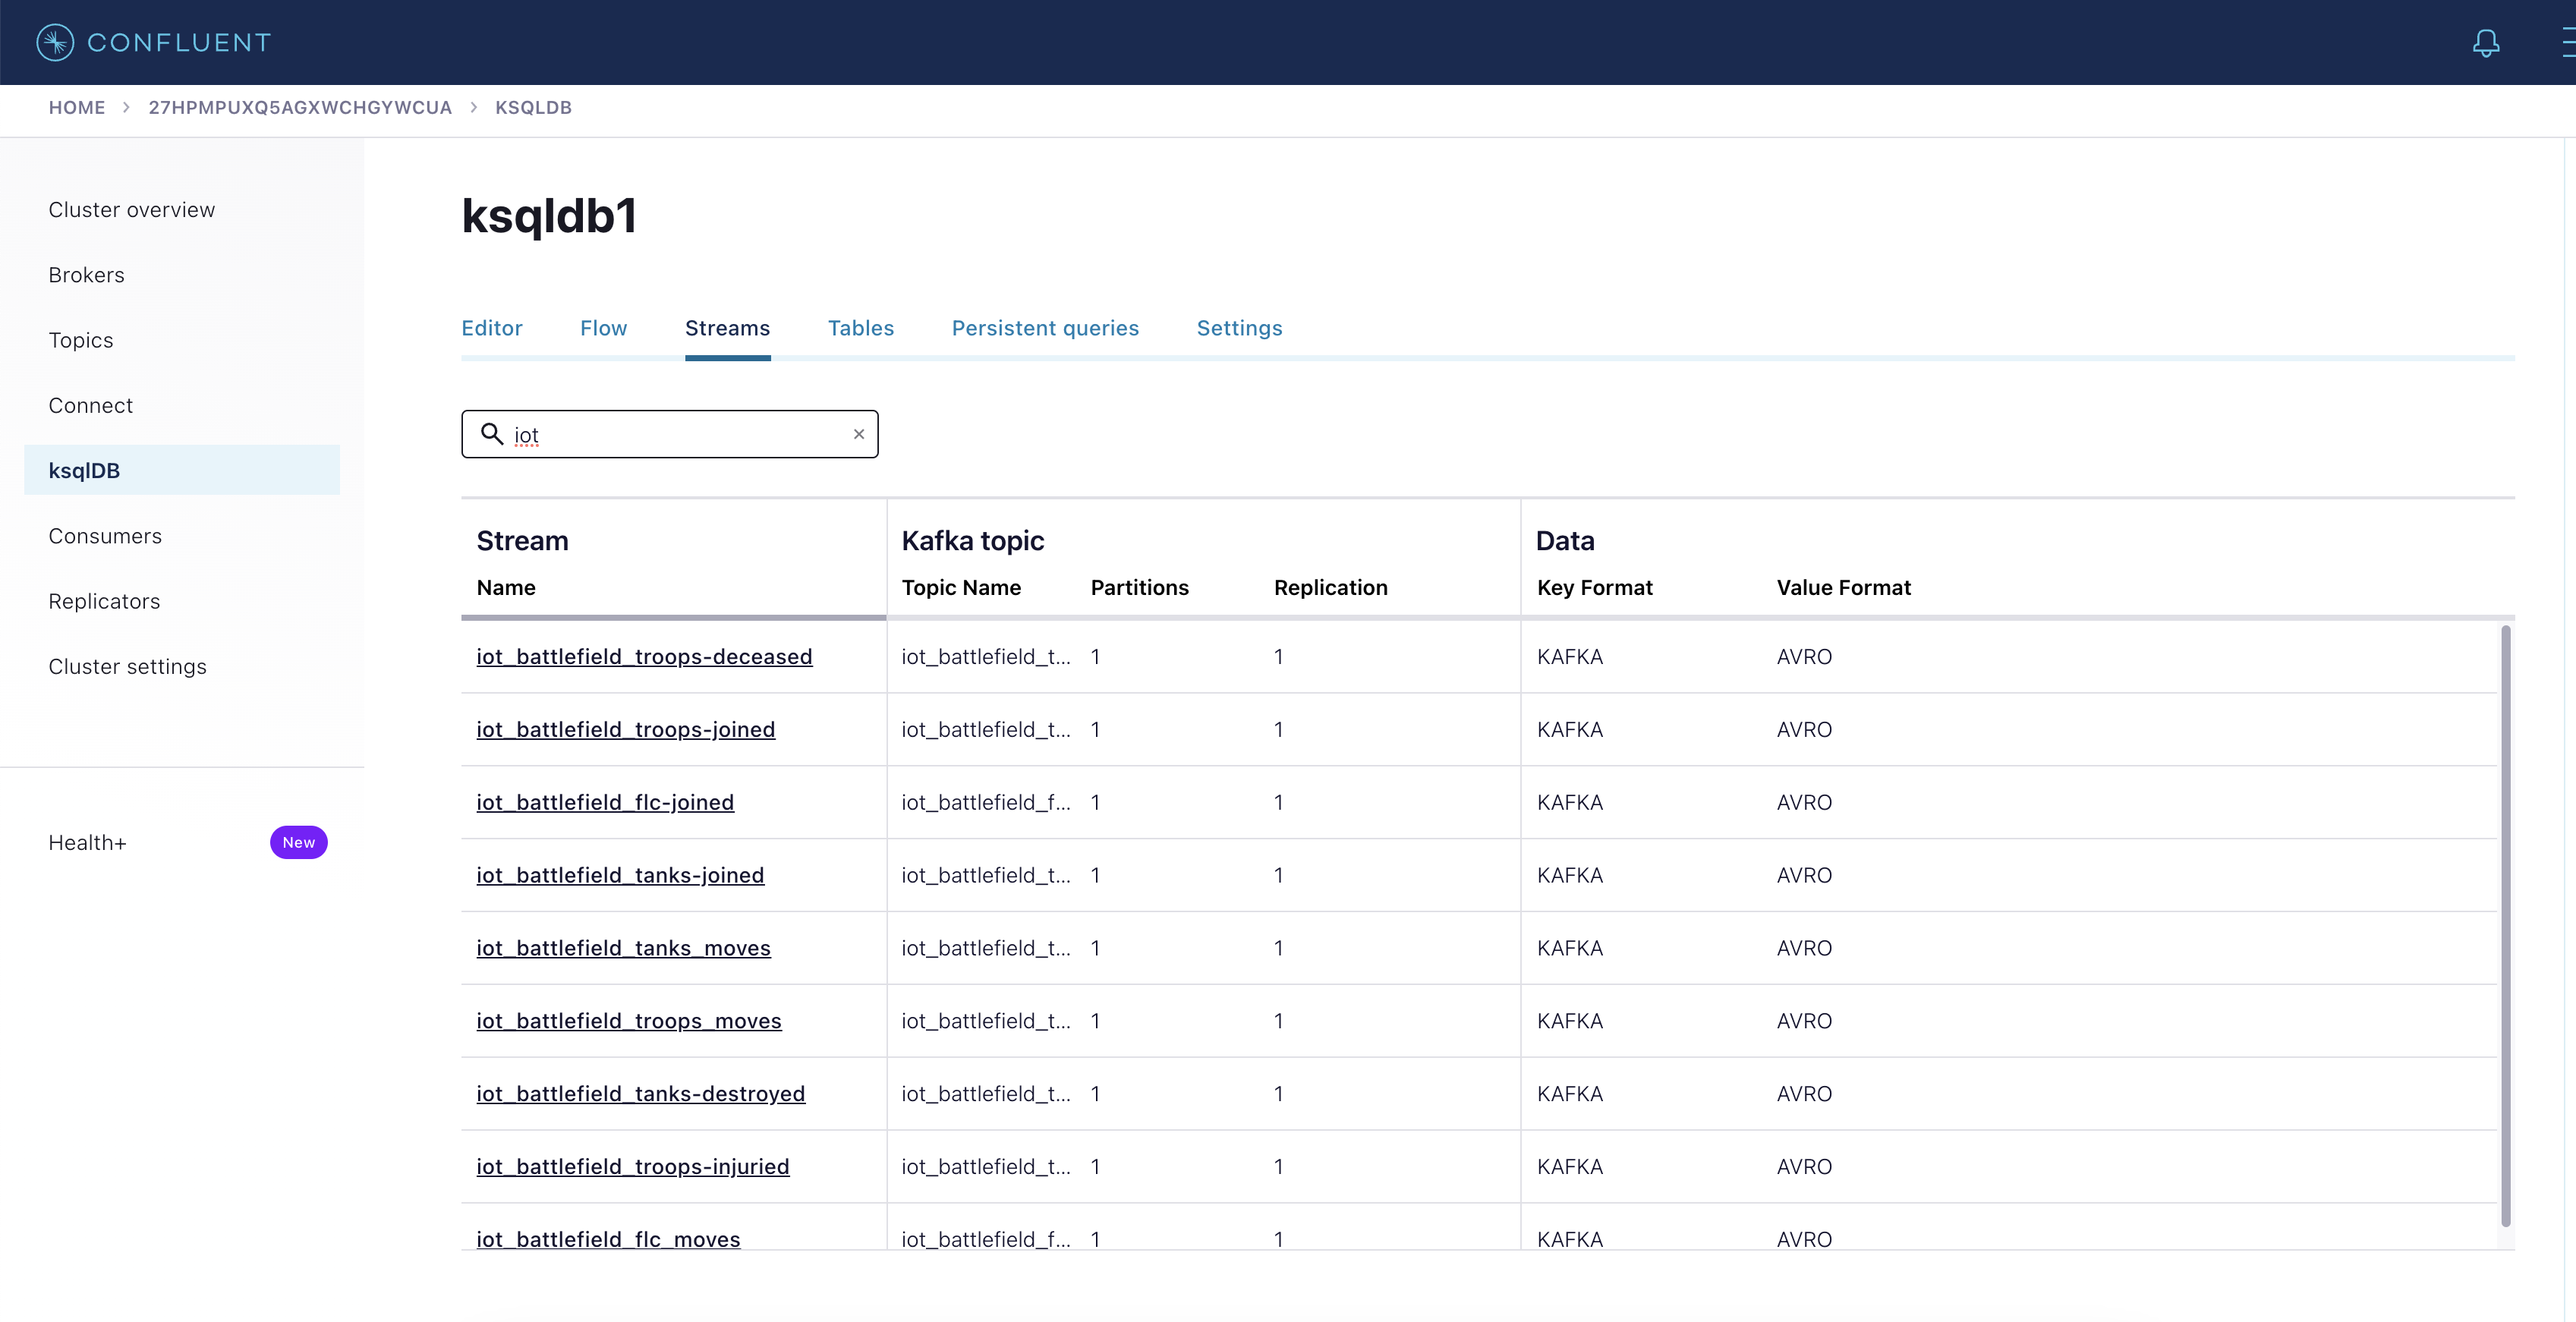 CONFLUENT
HOME > 27HPMPUXQ5AGXWCHGYWCUA > KSQLDB
Cluster overview
Brokers
Topics
Connect
ksqlDB
Consumers
Replicators
Cluster settings
Health+ New
ksqldb1
Editor Flow Streams Tables Persistent queries Settings
iot ×
Stream Kafka topic Data
Name Topic Name Partitions Replication Key Format Value Format
iot_battlefield_troops-deceased iot_battlefield_t... 1 1 KAFKA AVRO
iot_battlefield_troops-joined iot_battlefield_t... 1 1 KAFKA AVRO
iot_battlefield_flc-joined iot_battlefield_f... 1 1 KAFKA AVRO
iot_battlefield_tanks-joined iot_battlefield_t... 1 1 KAFKA AVRO
iot_battlefield_tanks_moves iot_battlefield_t... 1 1 KAFKA AVRO
iot_battlefield_troops_moves iot_battlefield_t... 1 1 KAFKA AVRO
iot_battlefield_tanks-destroyed iot_battlefield_t... 1 1 KAFKA AVRO
iot_battlefield_troops-injuried iot_battlefield_t... 1 1 KAFKA AVRO
iot_battlefield_flc_moves iot_battlefield_f... 1 1 KAFKA AVRO